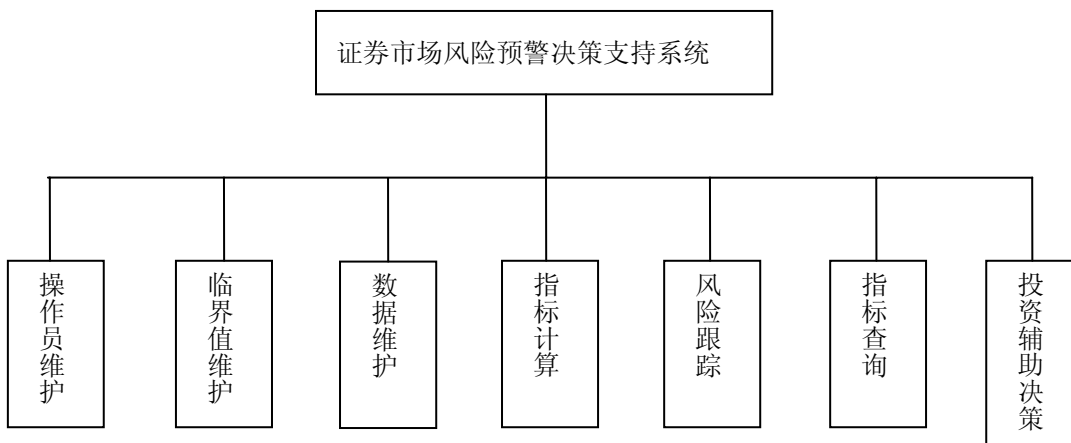 证券市场风险预警决策支持系统
操作员维护
临界值维护
数据维护
指标计算
风险跟踪
指标查询
投资辅助决策